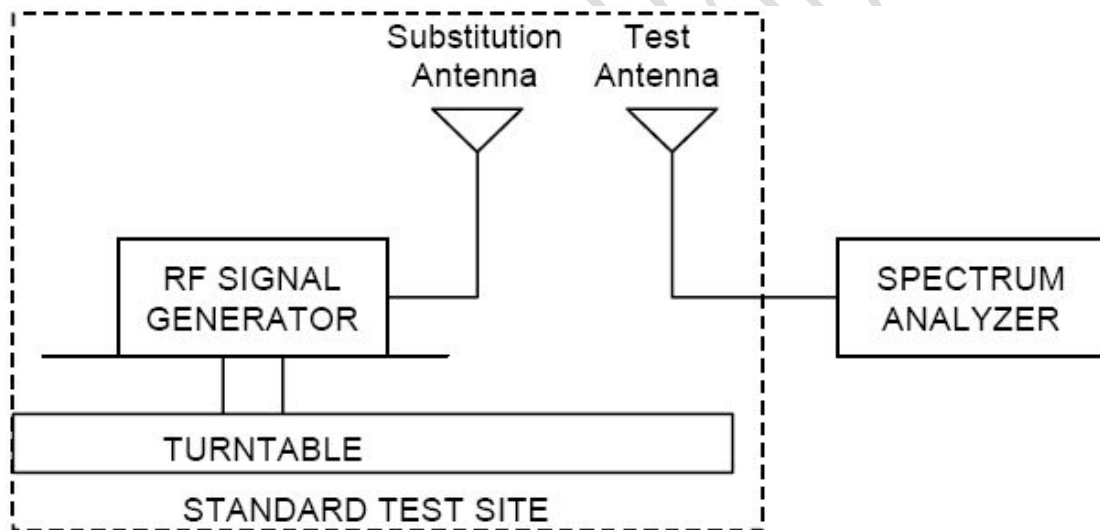 Substitution
Antenna
Test
Antenna
RF SIGNAL
GENERATOR
SPECTRUM
ANALYZER
TURNTABLE
STANDARD TEST SITE